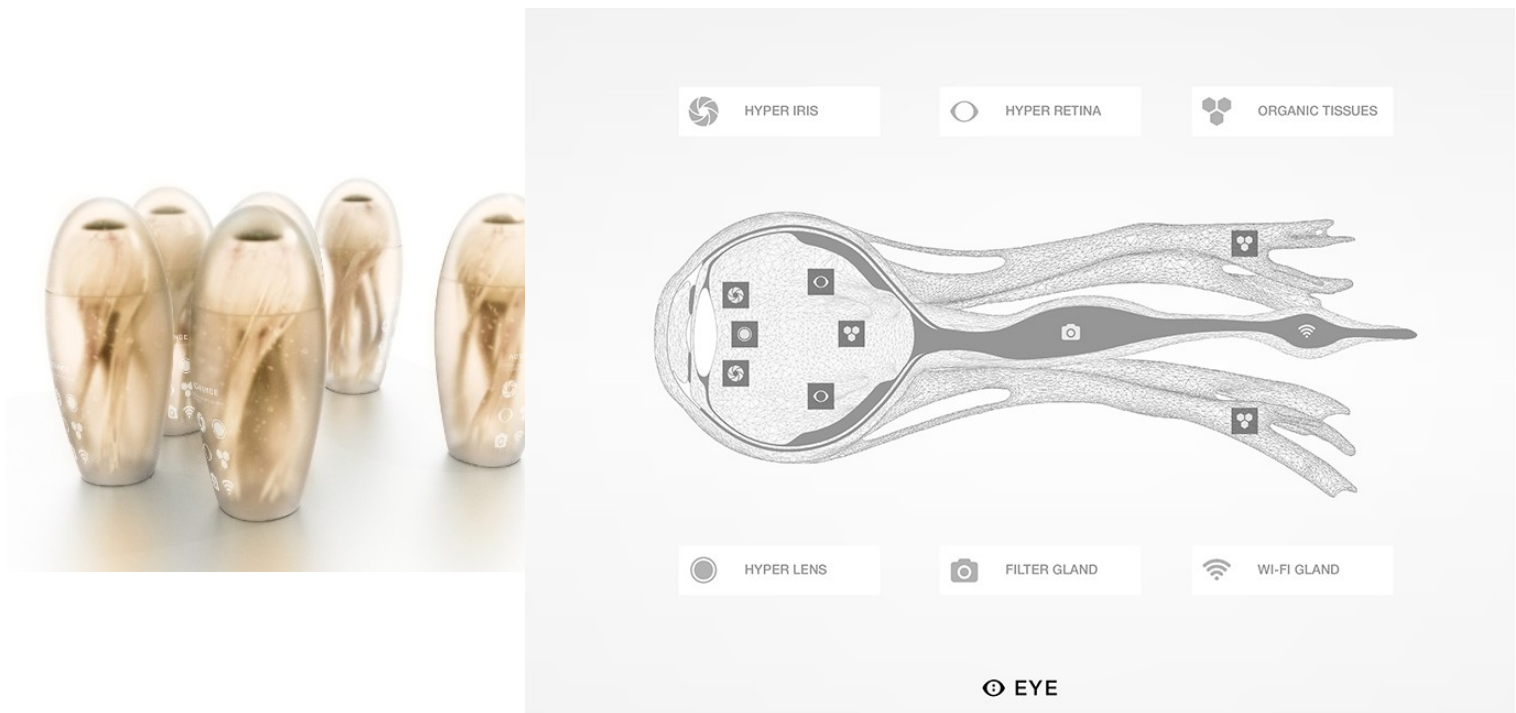 HYPER IRIS
HYPER RETINA
ORGANIC TISSUES
HYPER LENS
FILTER GLAND
WI-FI GLAND
EYE